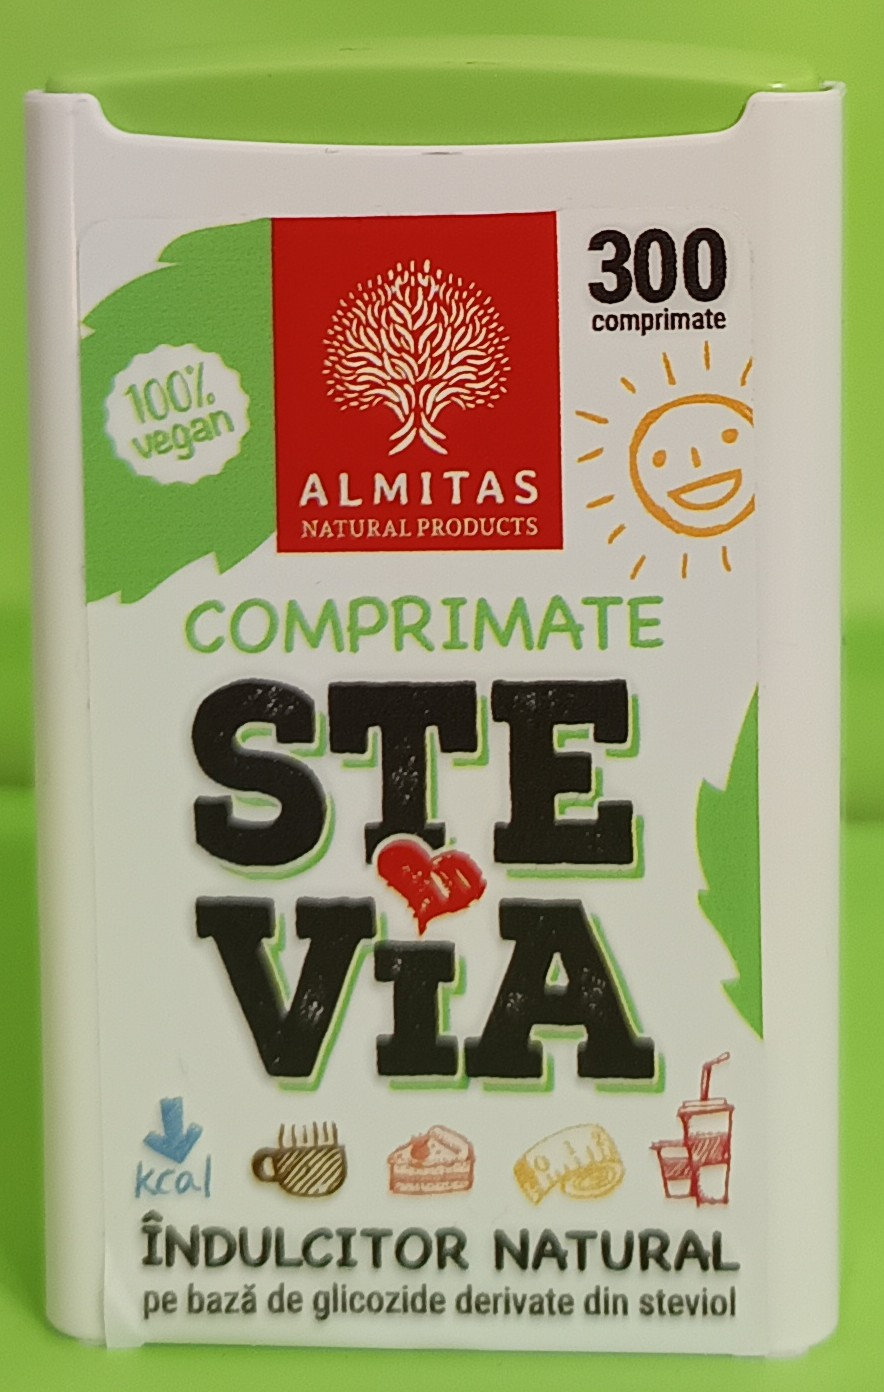 300
comprimate
100%
vegan
ALMITAS
NATURAL PRODUCTS
COMPRIMATE
STE
ViA
kcal
ÎNDULCITOR NATURAL
pe bază de glicozide derivate din steviol